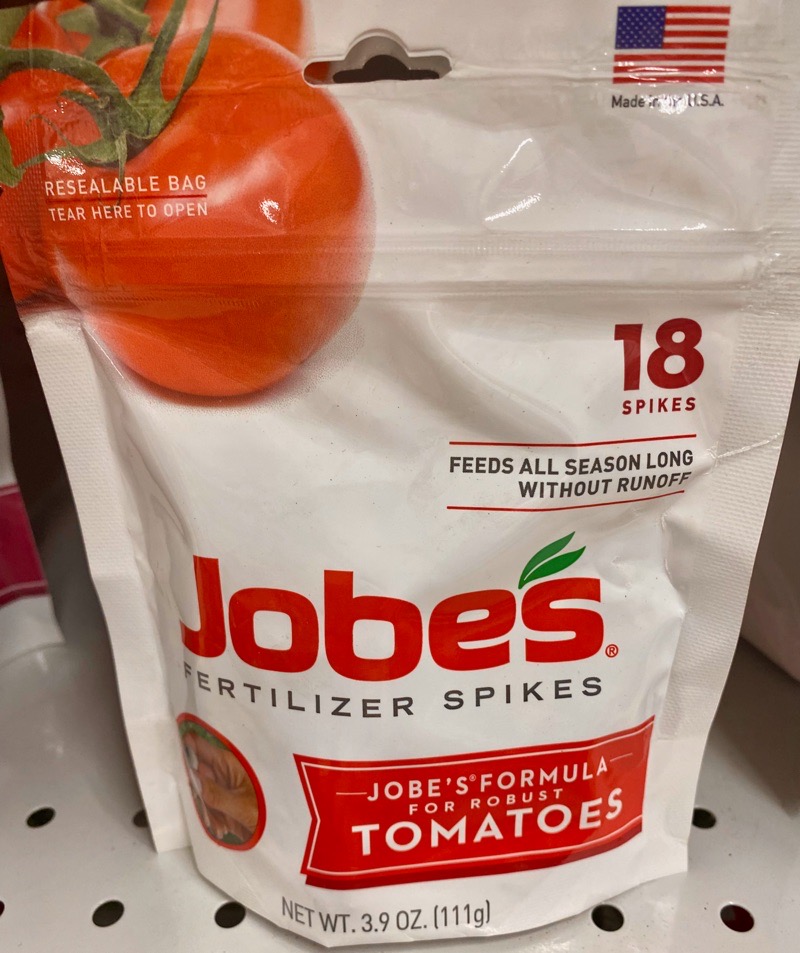 Made in the U.S.A.
RESEALABLE BAG
TEAR HERE TO OPEN
18
SPIKES
FEEDS ALL SEASON LONG
WITHOUT RUNOFF
Jobe's®
FERTILIZER SPIKES
JOBE'S® FORMULA
FOR ROBUST
TOMATOES
NET WT. 3.9 OZ. (111g)